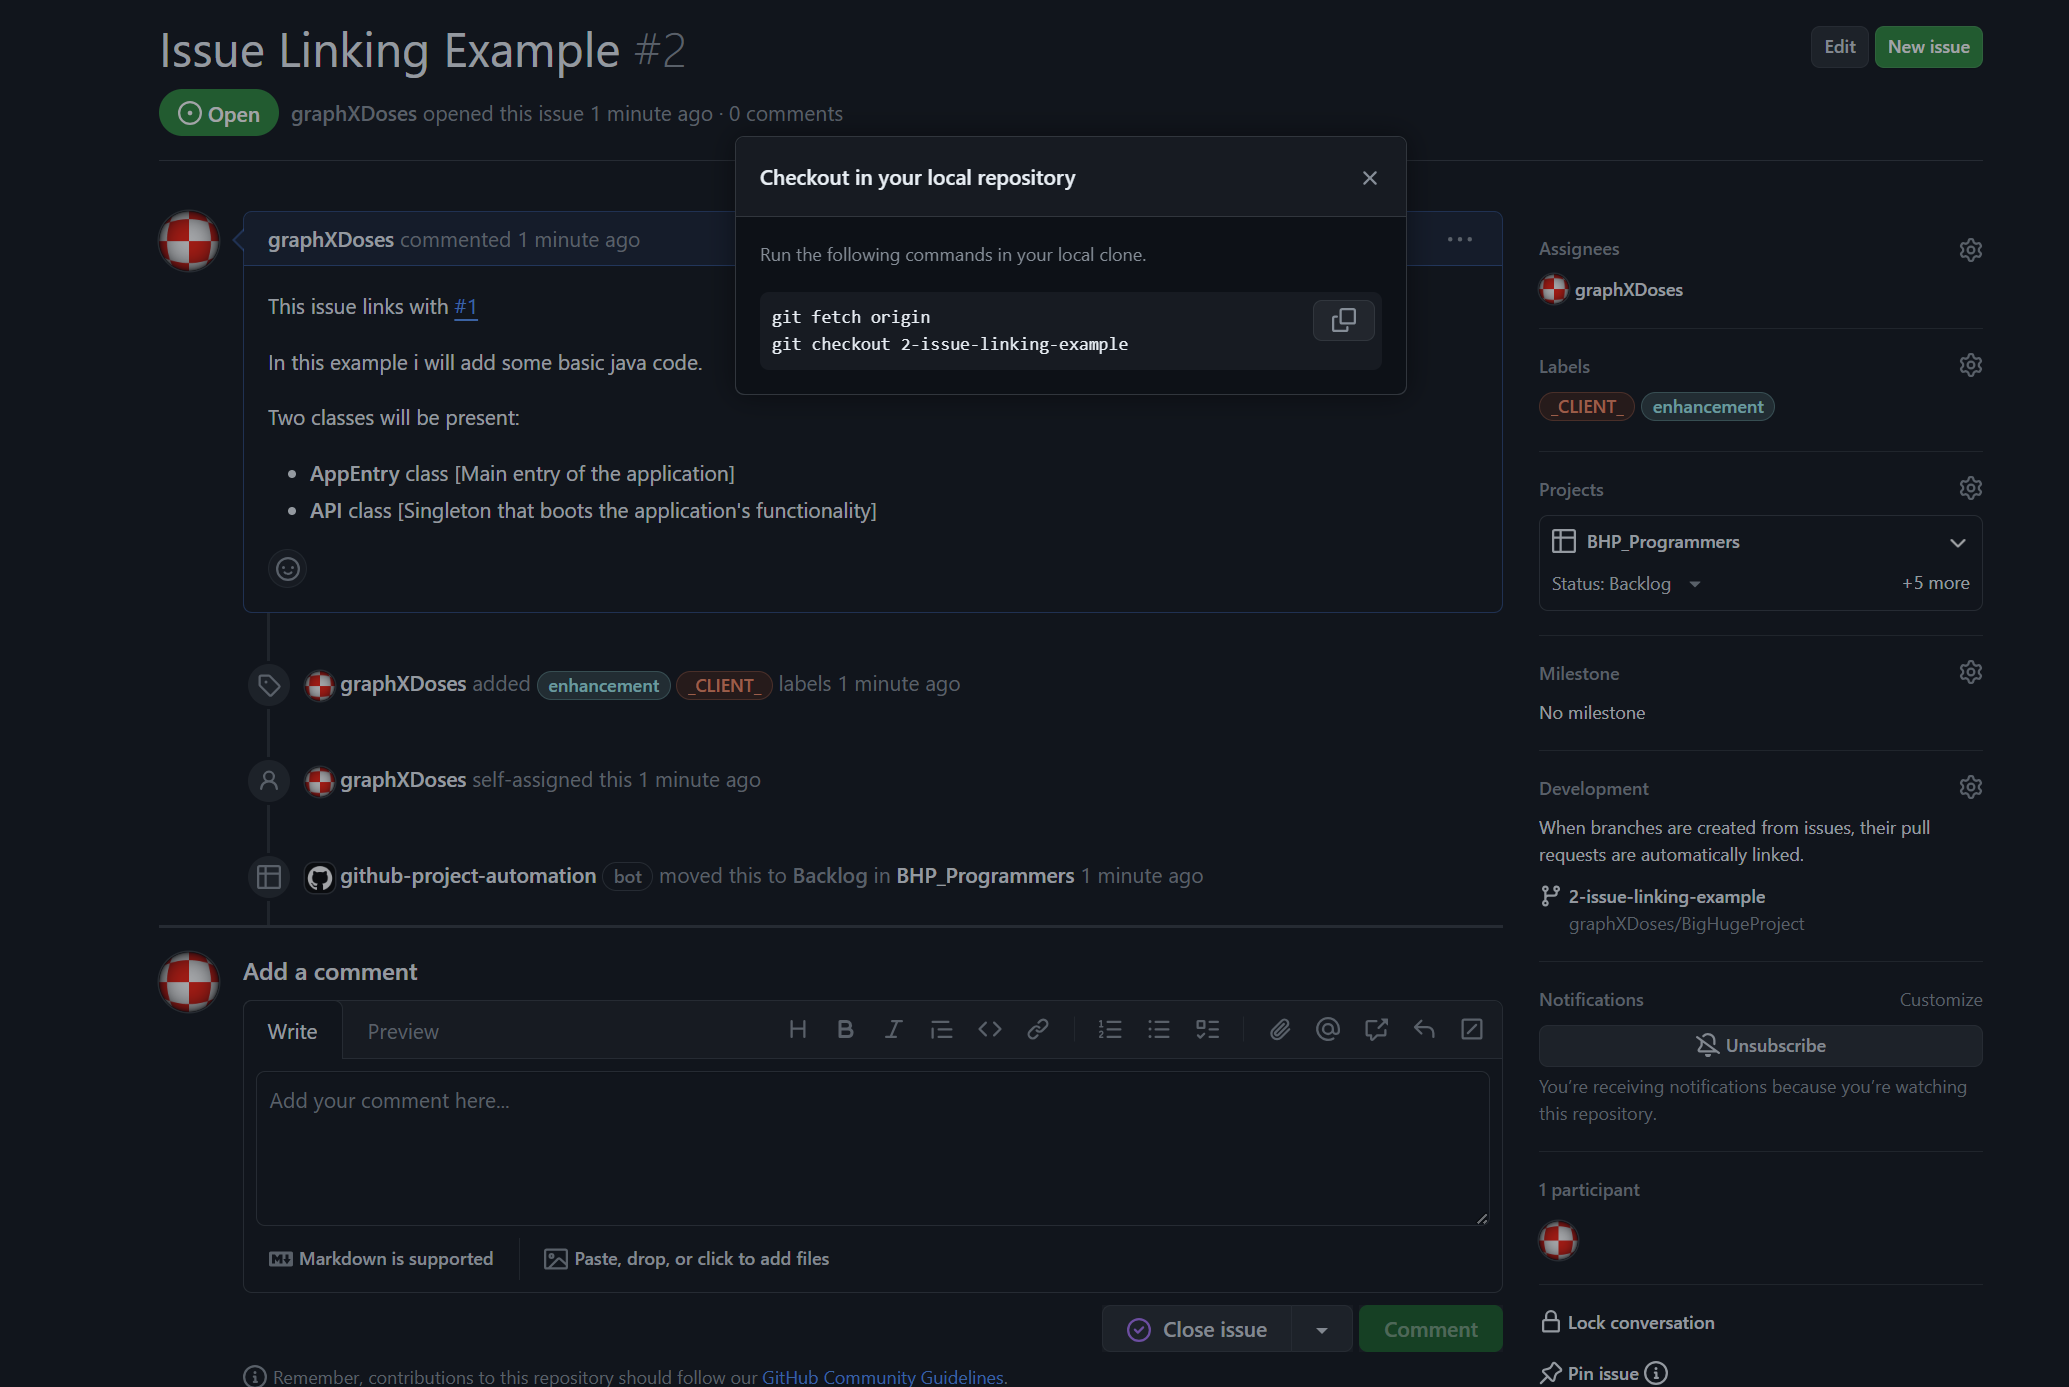 Issue Linking Example #2
Edit
New issue
Open
graphXDoses opened this issue 1 minute ago · 0 comments
Checkout in your local repository
Run the following commands in your local clone.
git fetch origin
git checkout 2-issue-linking-example
graphXDoses commented 1 minute ago
This issue links with #1
In this example i will add some basic java code.
Two classes will be present:
• AppEntry class [Main entry of the application]
• API class [Singleton that boots the application's functionality]
graphXDoses added enhancement _CLIENT_ labels 1 minute ago
graphXDoses self-assigned this 1 minute ago
github-project-automation bot moved this to Backlog in BHP_Programmers 1 minute ago
Add a comment
Write
Preview
Add your comment here...
Markdown is supported
Paste, drop, or click to add files
Close issue
Comment
Remember, contributions to this repository should follow our GitHub Community Guidelines.
Assignees
graphXDoses
Labels
_CLIENT_ enhancement
Projects
BHP_Programmers
Status: Backlog
+5 more
Milestone
No milestone
Development
When branches are created from issues, their pull
requests are automatically linked.
2-issue-linking-example
graphXDoses/BigHugeProject
Notifications
Customize
Unsubscribe
You’re receiving notifications because you’re watching
this repository.
1 participant
Lock conversation
Pin issue